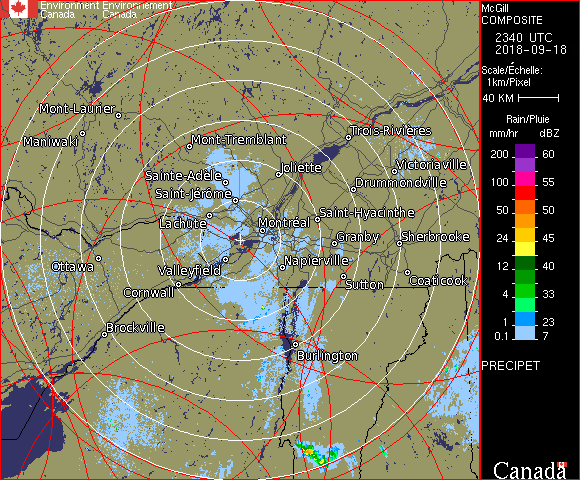 Environment Environnement
Canada Canada
McGill
COMPOSITE
2340 UTC
2018-09-18
Scale/Échelle:
1km/Pixel
40 KM
Rain/Pluie
mm/hr dBZ
200 60
100 55
50 50
24 45
12 40
4 33
1 23
0.1 7
PRECIPET
Mont-Laurier
Maniwaki
Mont-Tremblant
Trois-Rivières
Sainte-Adèle
Joliette
Victoriaville
Saint-Jérôme
Drummondville
Lachute
Montréal
Saint-Hyacinthe
Granby
Sherbrooke
Ottawa
Valleyfield
Napierville
Cornwall
Sutton
Coaticook
Brockville
Burlington
Canada